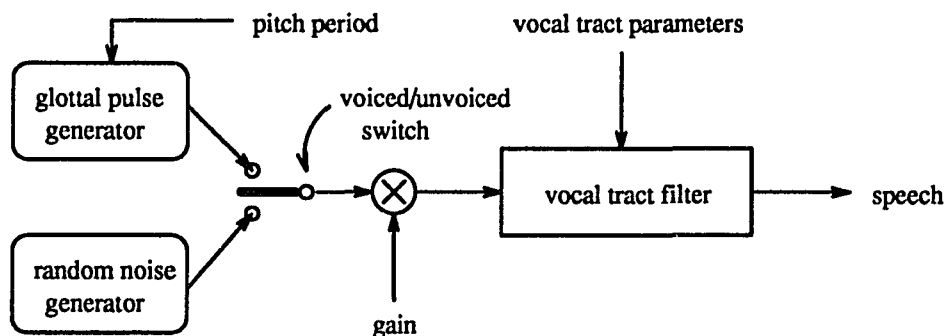 pitch period
vocal tract parameters
glottal pulse
generator
voiced/unvoiced
switch
vocal tract filter
speech
random noise
generator
gain